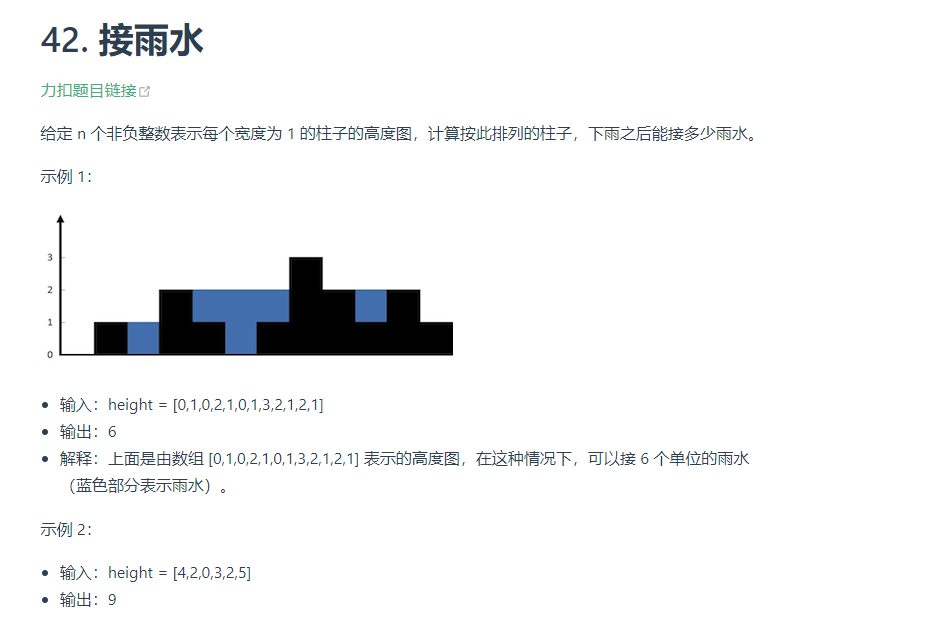 42. 接雨水
力扣题目链接
给定 n 个非负整数表示每个宽度为 1 的柱子的高度图，计算按此排列的柱子，下雨之后能接多少雨水。
示例 1：
3
2
1
0
输入：height = [0,1,0,2,1,0,1,3,2,1,2,1]
输出：6
解释：上面是由数组 [0,1,0,2,1,0,1,3,2,1,2,1] 表示的高度图，在这种情况下，可以接 6 个单位的雨水
（蓝色部分表示雨水）。
示例 2：
输入：height = [4,2,0,3,2,5]
输出：9